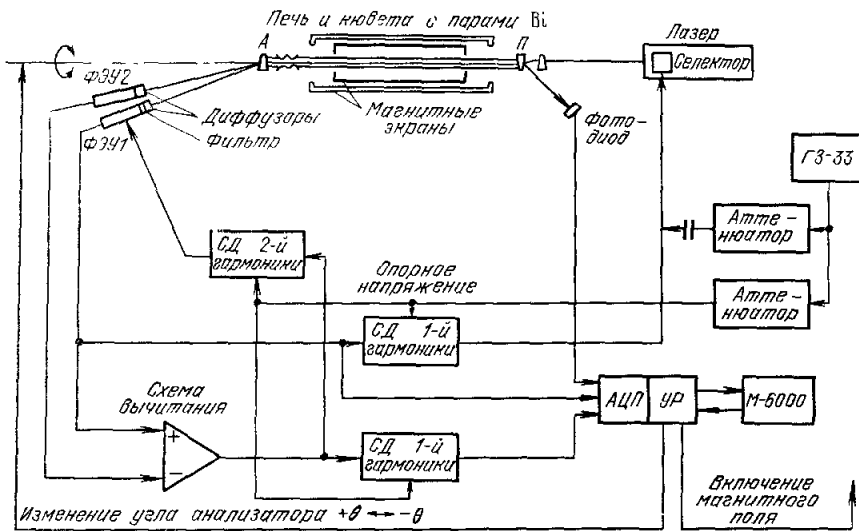 Печь и кювета с парами Bi
А
П
Лазер
Селектор
ФЭУ2
ФЭУ1
Диффузоры
Фильтр
Магнитные
экраны
Фото-
диод
ГЗ-33
Атте-
нюатор
СД 2-й
гармоники
Опорное
напряжение
Атте-
нюатор
СД 1-й
гармоники
Схема
вычитания
+
−
СД 1-й
гармоники
АЦП
УР
М-6000
Включение
магнитного
поля
Изменение угла анализатора +θ ↔ −θ